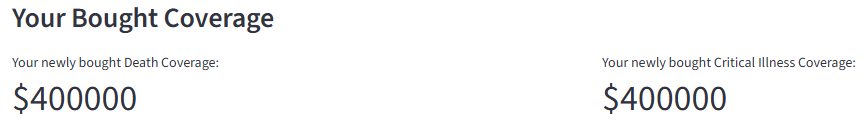 Your Bought Coverage
Your newly bought Death Coverage:
$400000
Your newly bought Critical Illness Coverage:
$400000